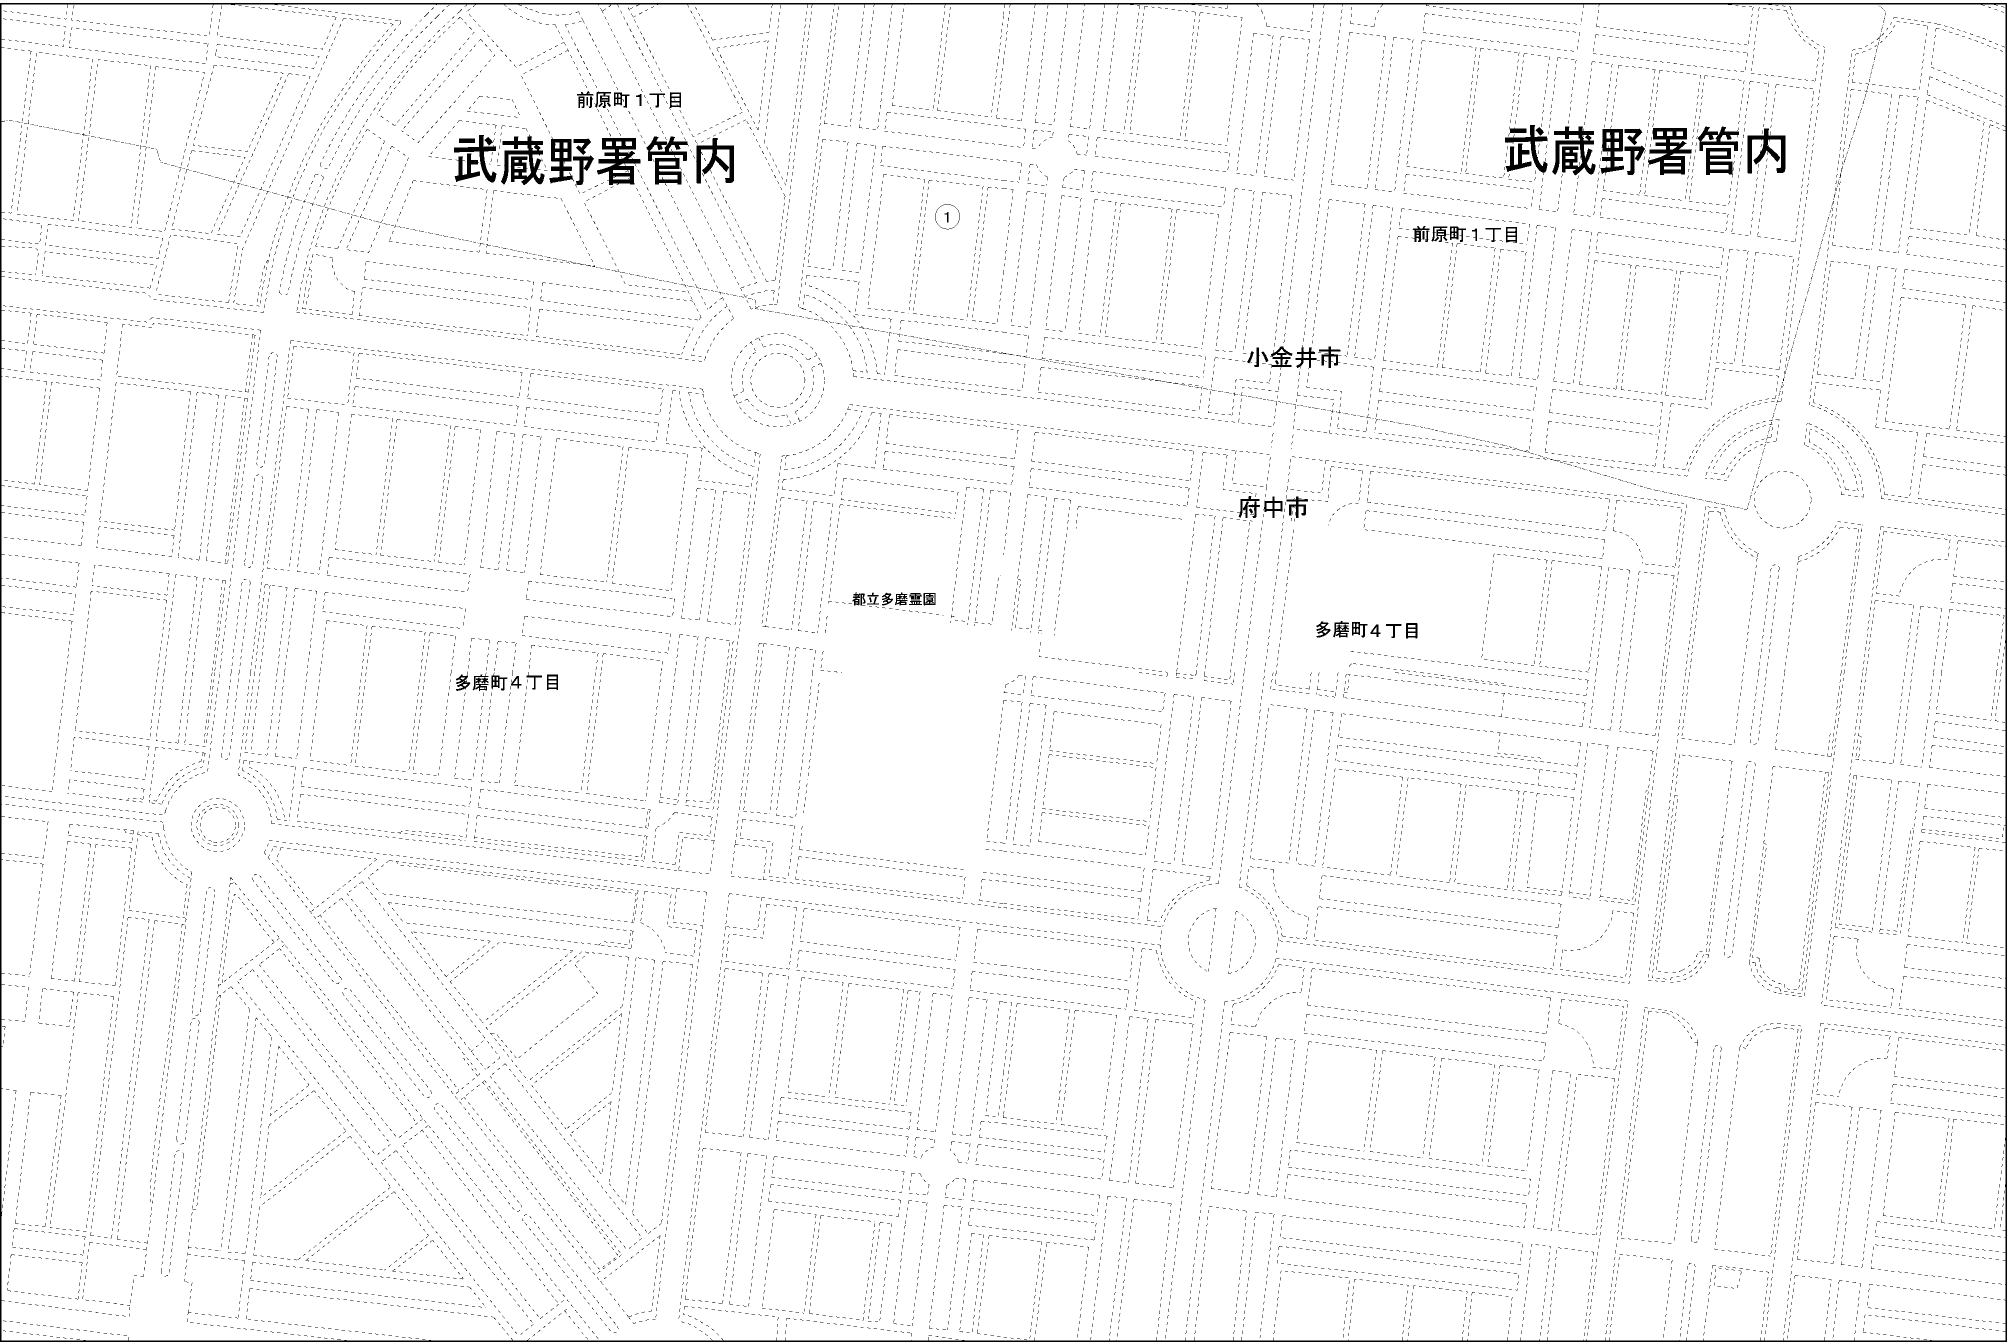 前原町１丁目
武蔵野署管内
武蔵野署管内
①
前原町１丁目
小金井市
府中市
都立多磨霊園
多磨町４丁目
多磨町４丁目